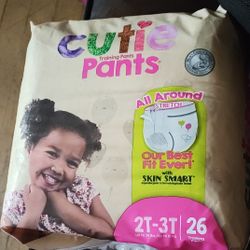 cutie
Training Pants
Pants
All Around
STRETCH
Our Best
Fit Ever!
with
SKIN SMART
2T-3T
26